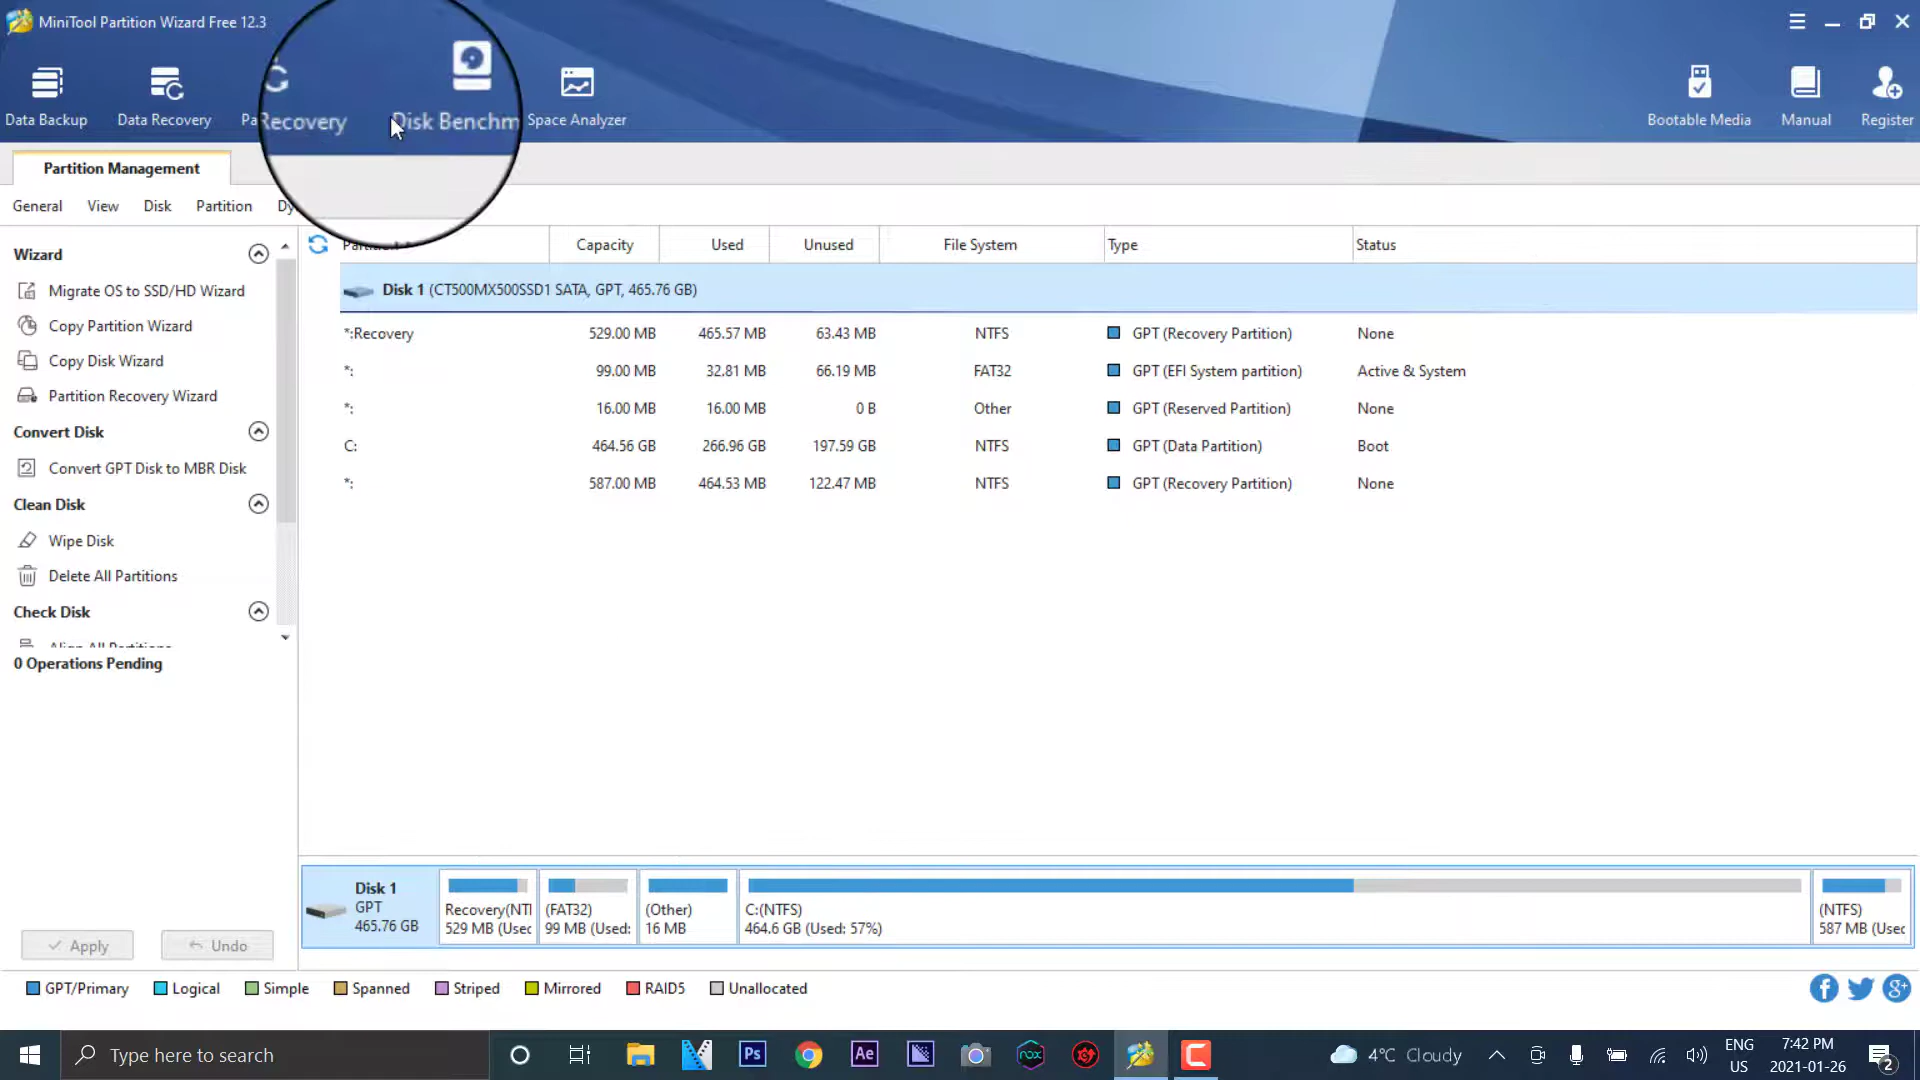 MiniTool Partition Wizard Free 12.3
Data Backup
Data Recovery
Pa
Recovery
Disk Benchm
Space Analyzer
Bootable Media
Manual
Register
Partition Management
General View Disk Partition Dy
Wizard
Migrate OS to SSD/HD Wizard
Copy Partition Wizard
Copy Disk Wizard
Partition Recovery Wizard
Convert Disk
Convert GPT Disk to MBR Disk
Clean Disk
Wipe Disk
Delete All Partitions
Check Disk
Align All Partitions
0 Operations Pending
Apply Undo
Capacity Used Unused File System Type Status
Disk 1 (CT500MX500SSD1 SATA, GPT, 465.76 GB)
*:Recovery 529.00 MB 465.57 MB 63.43 MB NTFS GPT (Recovery Partition) None
*: 99.00 MB 32.81 MB 66.19 MB FAT32 GPT (EFI System partition) Active & System
*: 16.00 MB 16.00 MB 0 B Other GPT (Reserved Partition) None
C: 464.56 GB 266.96 GB 197.59 GB NTFS GPT (Data Partition) Boot
*: 587.00 MB 464.53 MB 122.47 MB NTFS GPT (Recovery Partition) None
Disk 1
GPT
465.76 GB
Recovery(NTI
529 MB (Usec
(FAT32)
99 MB (Used:
(Other)
16 MB
C:(NTFS)
464.6 GB (Used: 57%)
(NTFS)
587 MB (Usec
GPT/Primary Logical Simple Spanned Striped Mirrored RAID5 Unallocated
Type here to search
Ps
Ae
nox
4°C Cloudy
ENG
US
7:42 PM
2021-01-26
2